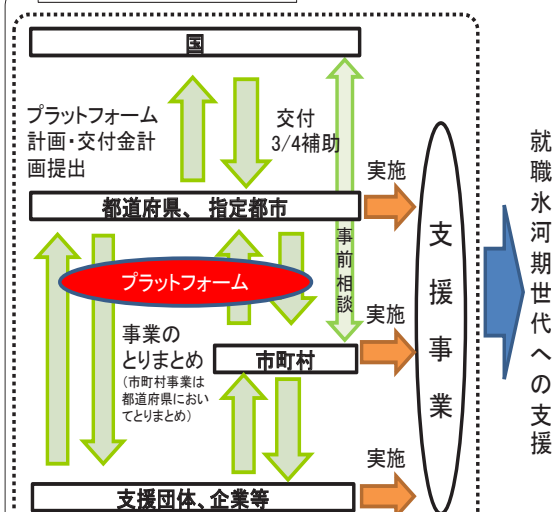 国
プラットフォーム
計画・交付金計
画提出
交付
3/4補助
実施
都道府県、指定都市
事前相談
プラットフォーム
支援事業
就職氷河期世代への支援
事業の
とりまとめ
(市町村事業は
都道府県におい
てとりまとめ)
実施
市町村
実施
支援団体、企業等